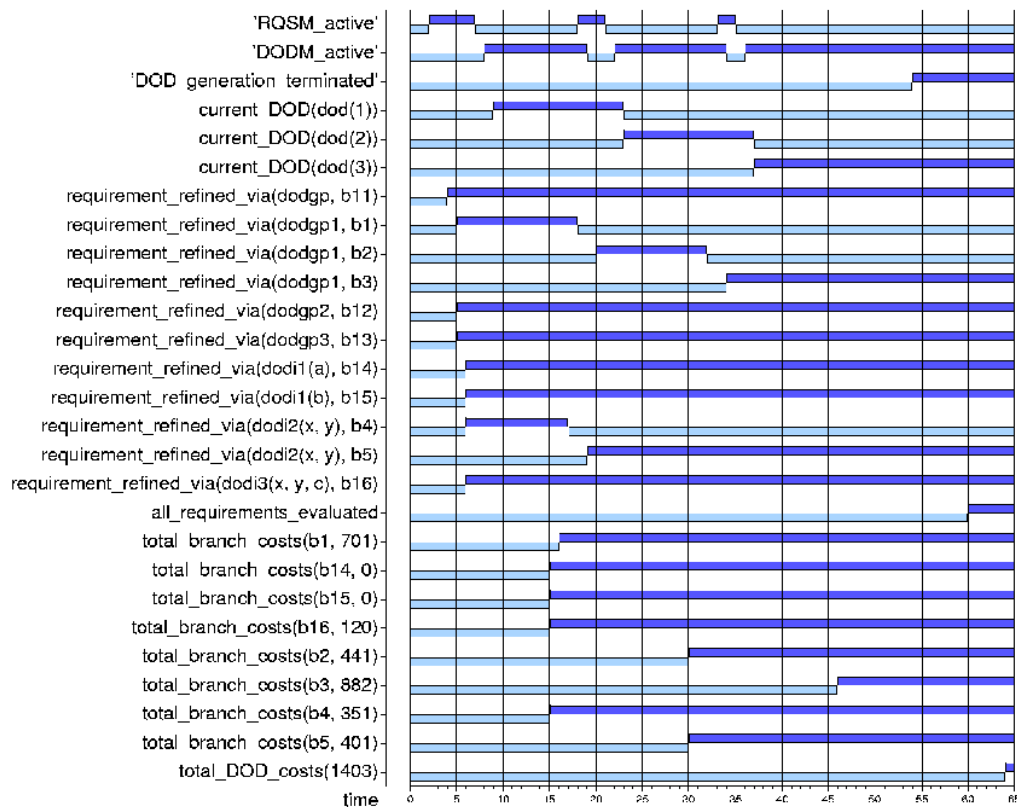 'RQSM_active'
'DODM_active'
'DOD generation terminated'
current DOD(dod(1))
current_DOD(dod(2))
current_DOD(dod(3))
requirement_refined_via(dodgp, b11)
requirement_refined_via(dodgp1, b1)
requirement_refined_via(dodgp1, b2)
requirement_refined_via(dodgp1, b3)
requirement_refined_via(dodgp2, b12)
requirement_refined_via(dodgp3, b13)
requirement_refined_via(dodi1(a), b14)
requirement_refined_via(dodi1(b), b15)
requirement_refined_via(dodi2(x, y), b4)
requirement_refined_via(dodi2(x, y), b5)
requirement_refined_via(dodi3(x, y, c), b16)
all_requirements_evaluated
total_branch_costs(b1, 701)
total branch costs(b14, 0)
total_branch_costs(b15, 0)
total_branch_costs(b16, 120)
total_branch_costs(b2, 441)
total_branch_costs(b3, 882)
total_branch_costs(b4, 351)
total branch costs(b5, 401)
total_DOD_costs(1403)
time 0 5 10 15 20 25 30 35 40 45 50 55 60 65